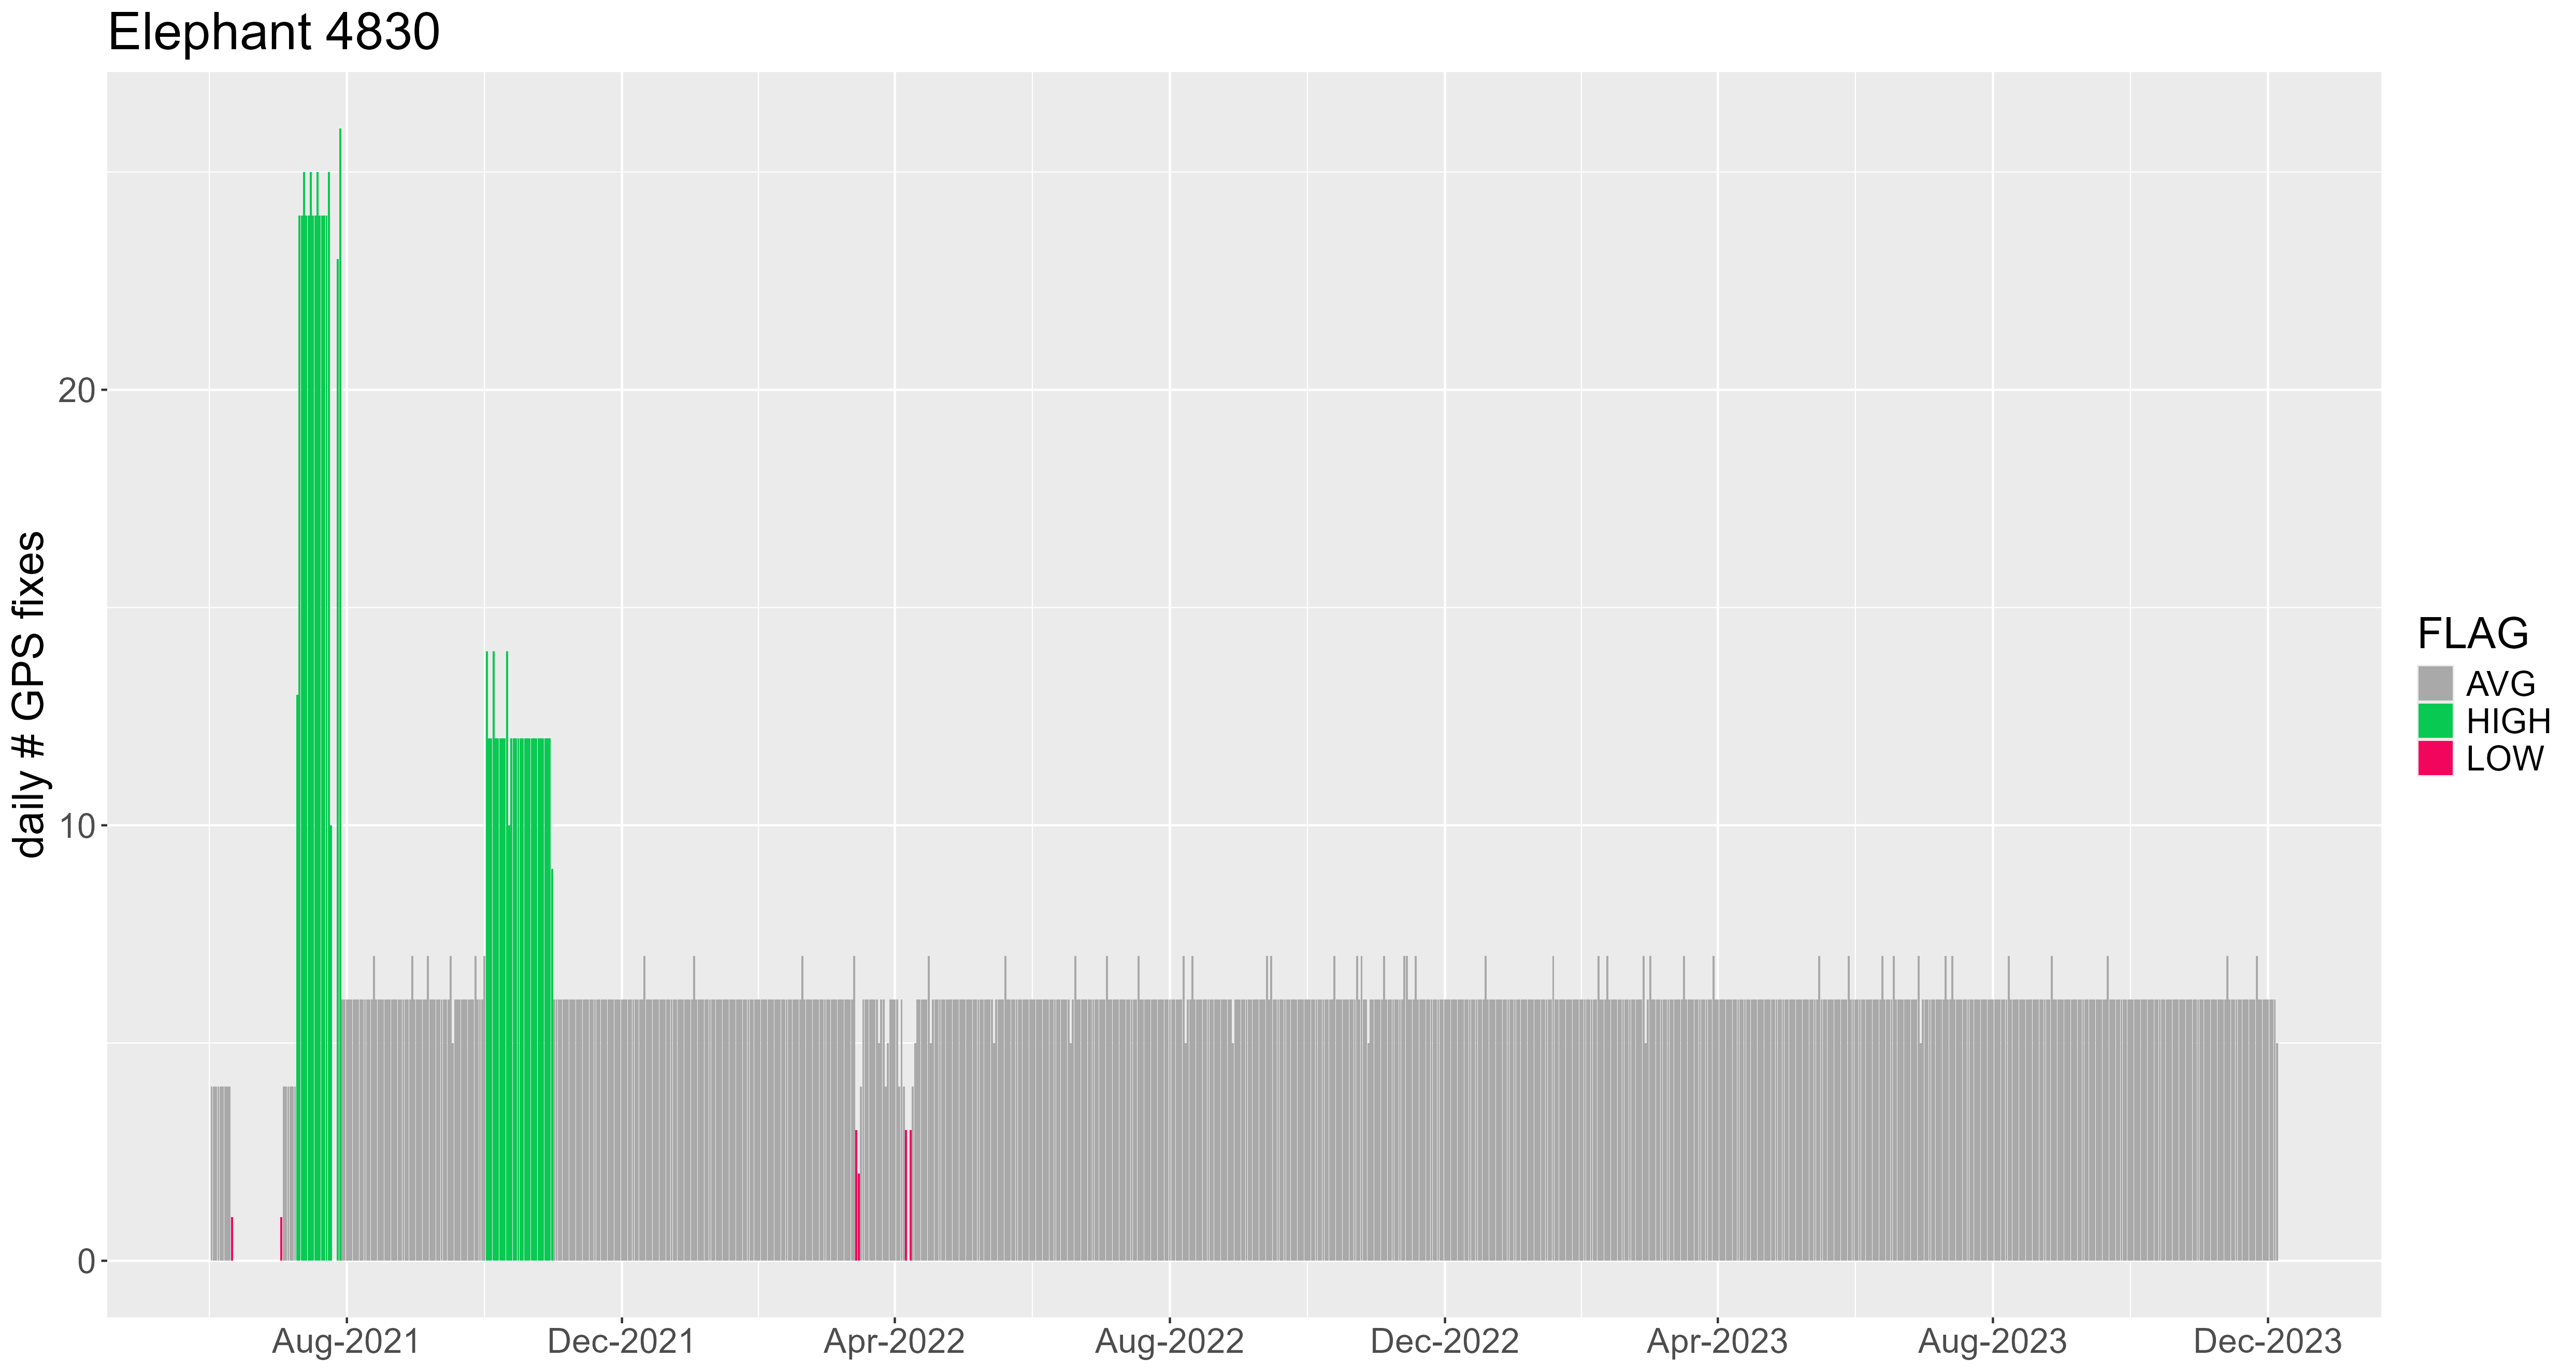 Elephant 4830
daily # GPS fixes
20
10
0
Aug-2021
Dec-2021
Apr-2022
Aug-2022
Dec-2022
Apr-2023
Aug-2023
Dec-2023
FLAG
AVG
HIGH
LOW